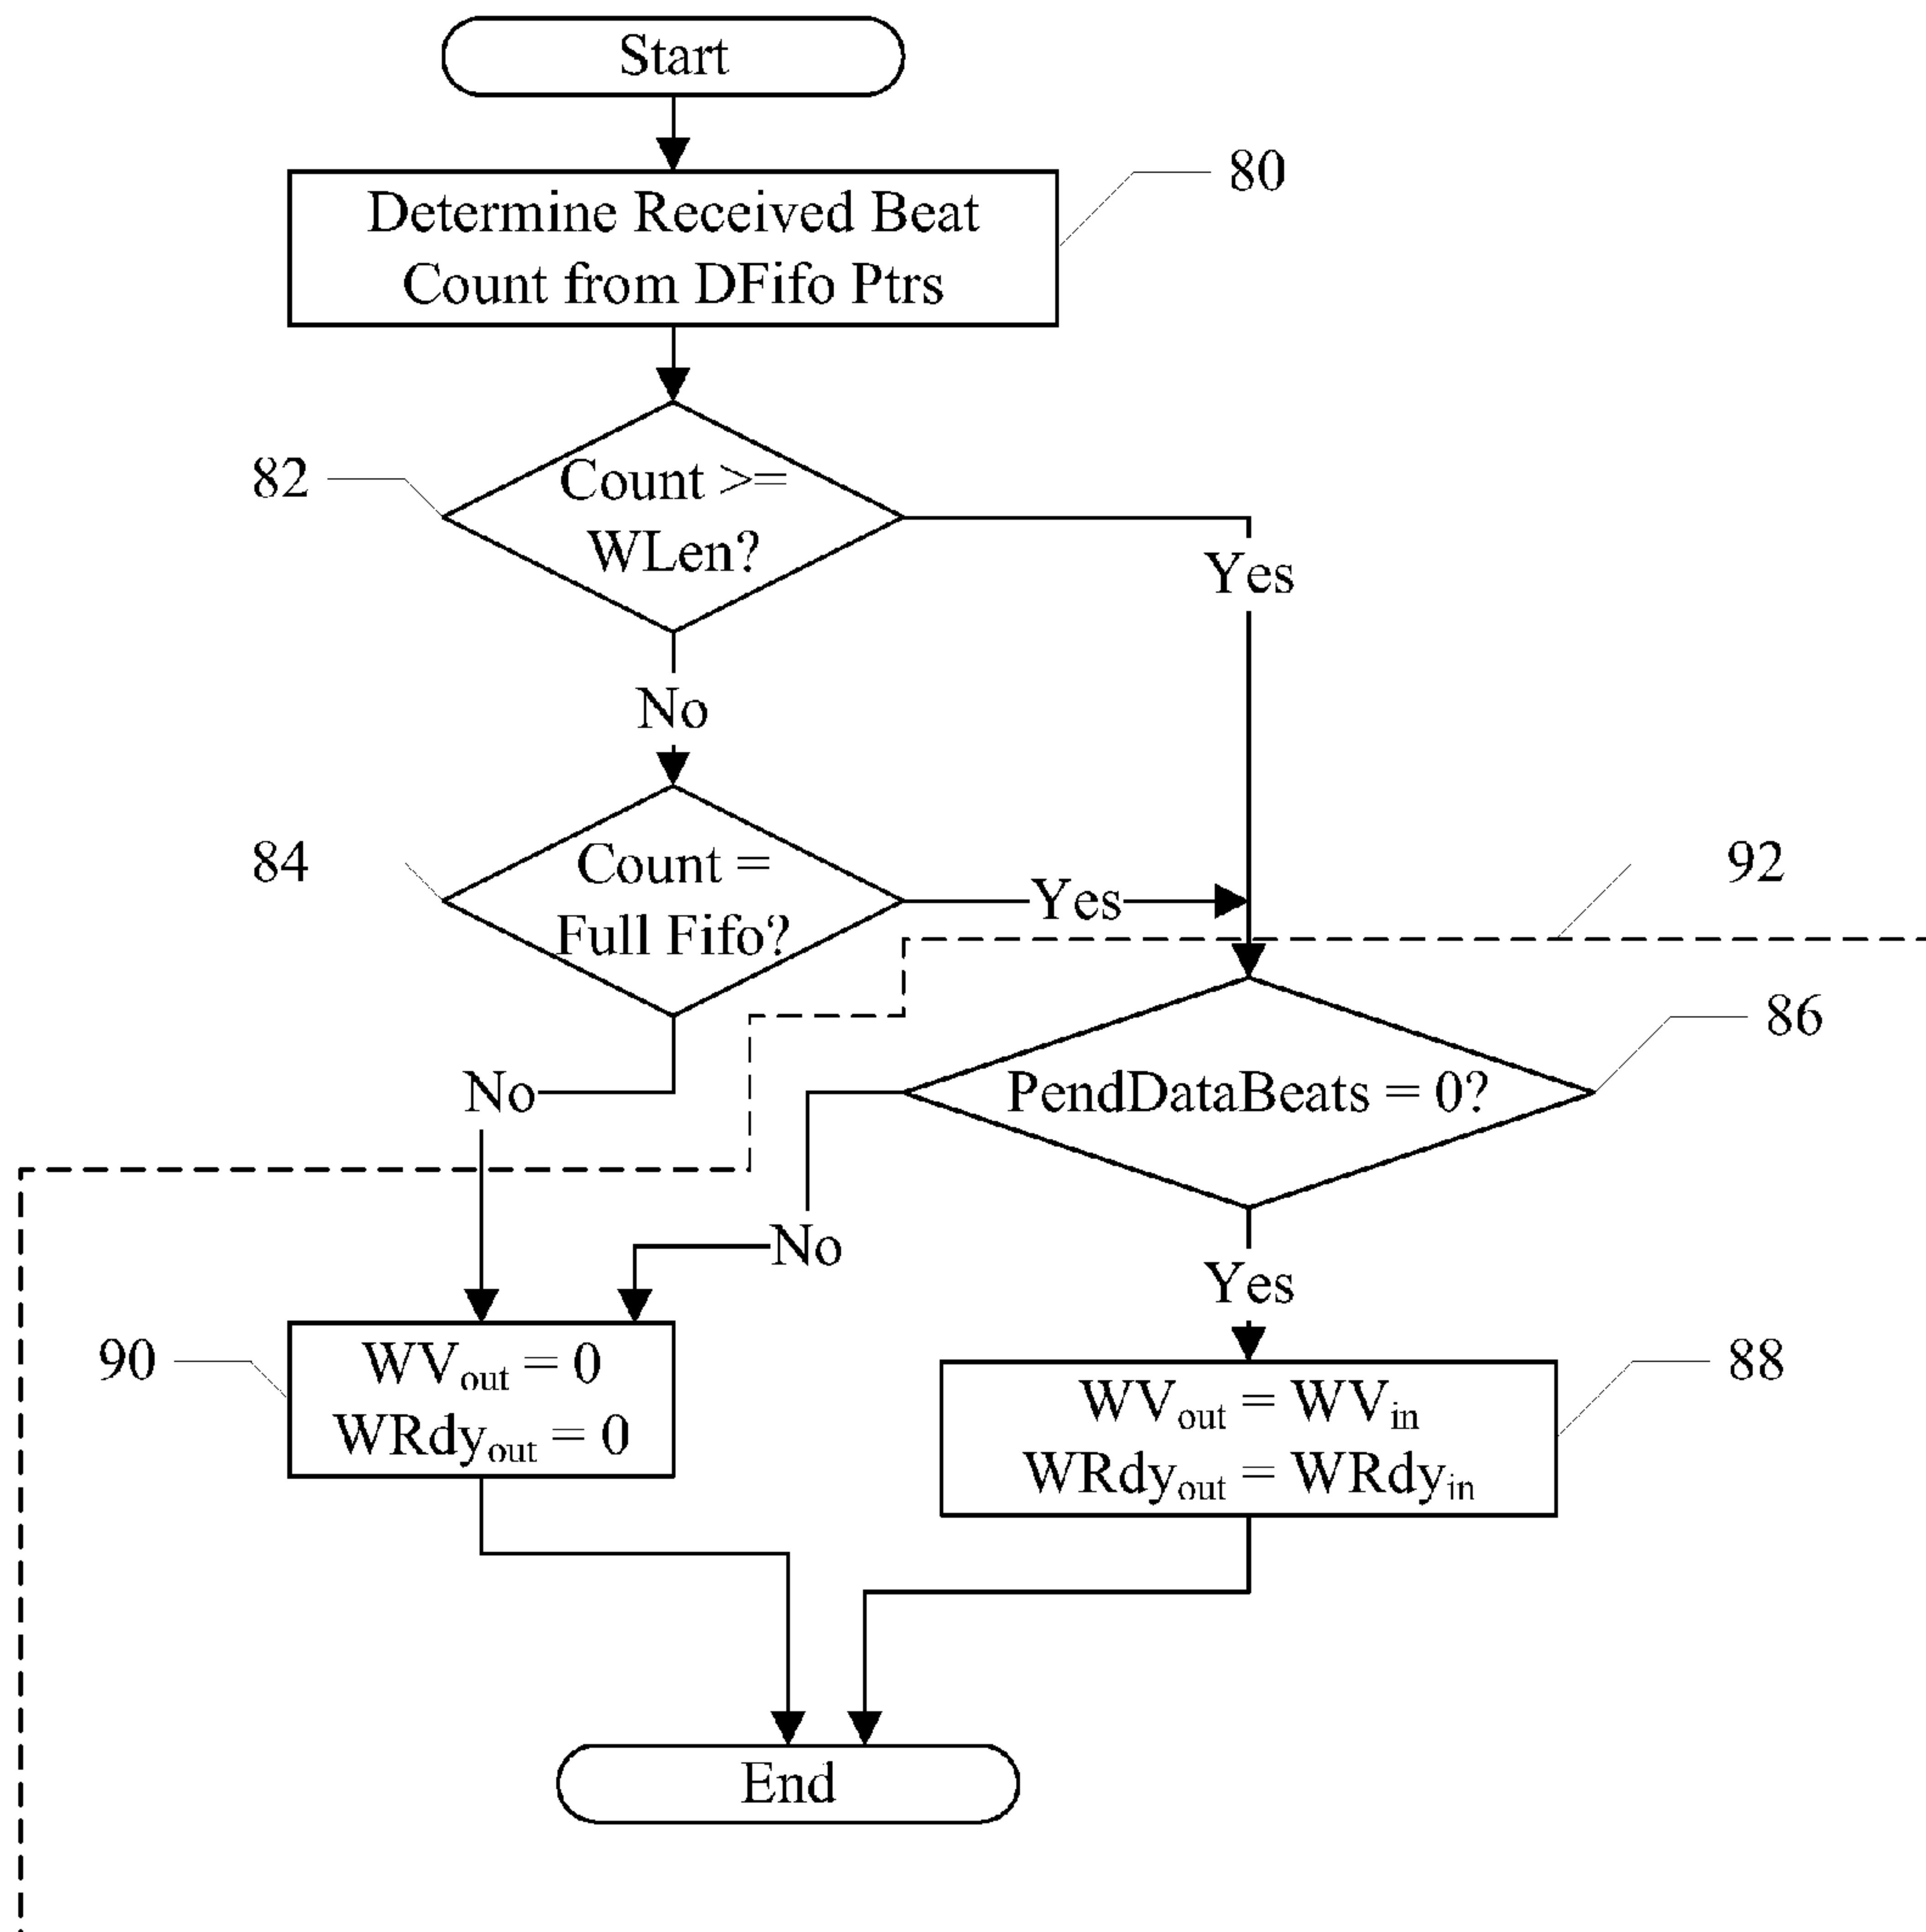 Start
80
Determine Received Beat
Count from DFifo Ptrs
82
Count >=
WLen?
Yes
No
84
Count =
Full Fifo?
Yes
92
86
No
PendDataBeats = 0?
No
Yes
90
WVout = 0
WRdyout = 0
88
WVout = WVin
WRdyout = WRdyin
End